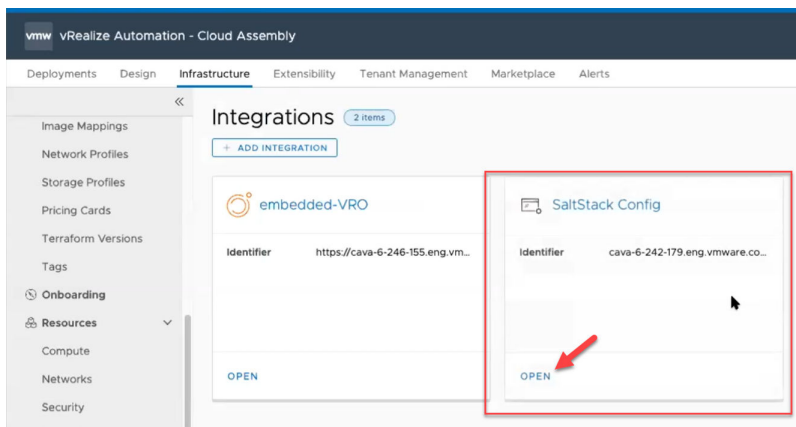 vmw vRealize Automation - Cloud Assembly
Deployments Design Infrastructure Extensibility Tenant Management Marketplace Alerts
Image Mappings
Network Profiles
Storage Profiles
Pricing Cards
Terraform Versions
Tags
Onboarding
Resources
Compute
Networks
Security
Integrations 2 items
+ ADD INTEGRATION
embedded-VRO
Identifier https://cava-6-246-155.eng.vm...
OPEN
SaltStack Config
Identifier cava-6-242-179.eng.vmware.co...
OPEN